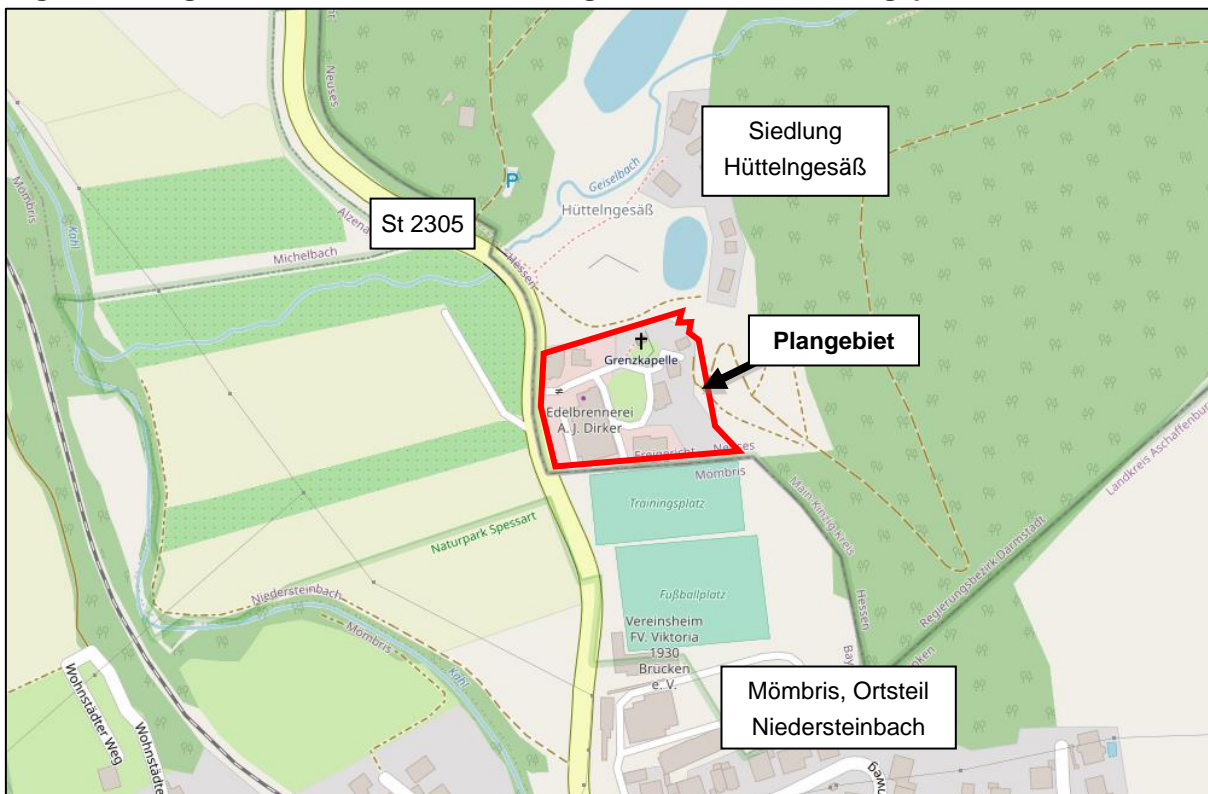 Neuses
Siedlung
Hüttelngesäß
Geiselbach
Hüttelngesäß
Mömbris
Kahl
St 2305
Michelbach
Hessen
Plangebiet
Grenzkapelle
Edelbrennerei
A. J. Dirker
Freigericht
Neuses
Mömbris
Trainingsplatz
Main-Kinzig-Kreis
Landkreis Aschaffenburg
Regierungsbezirk Darmstadt
Naturpark Spessart
Niedersteinbach
Mömbris
Hessen
Fußballplatz
Vereinsheim
FV. Viktoria
1930
Brücken
e. V.
Kahl
Mömbris, Ortsteil
Niedersteinbach
Wohnstädter Weg